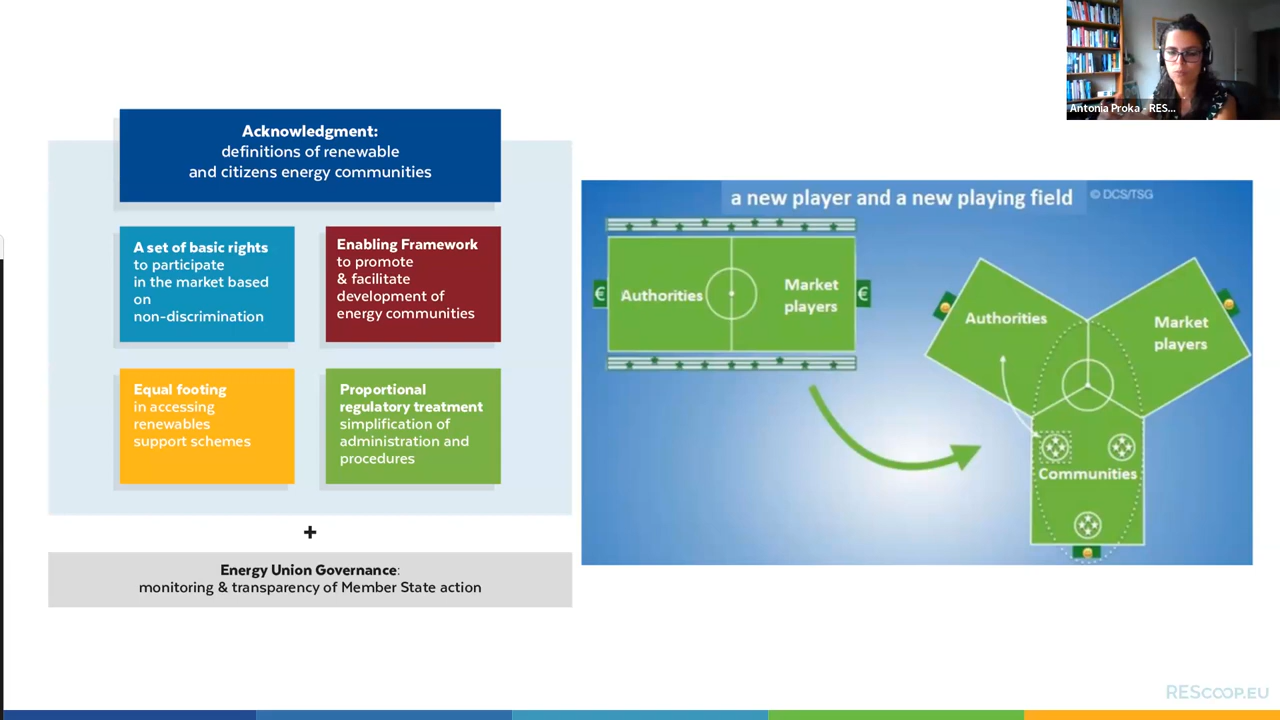 Antonia Proka - RES...
Acknowledgment:
definitions of renewable
and citizens energy communities
A set of basic rights
to participate
in the market based
on
non-discrimination
Enabling Framework
to promote
& facilitate
development of
energy communities
Equal footing
in accessing
renewables
support schemes
Proportional
regulatory treatment
simplification of
administration and
procedures
+
Energy Union Governance:
monitoring & transparency of Member State action
a new player and a new playing field
© DCS/TSG
€
Authorities
Market
players
€
Authorities
Market
players
Communities
REScoop.EU